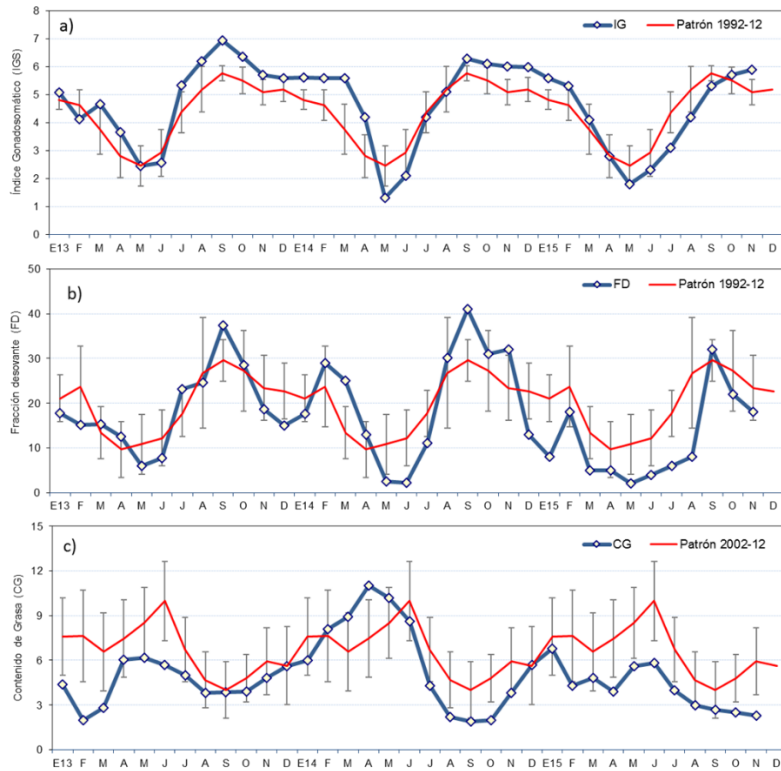 a)
IG
Patrón 1992-12
Índice Gonadosomático (IGS)
8
7
6
5
4
3
2
1
0
E13 F M A M J J A S O N D E14 F M A M J J A S O N D E15 F M A M J J A S O N D
b)
FD
Patrón 1992-12
Fracción desovante (FD)
50
40
30
20
10
0
E13 F M A M J J A S O N D E14 F M A M J J A S O N D E15 F M A M J J A S O N D
c)
CG
Patrón 2002-12
Contenido de Grasa (CG)
15
12
9
6
3
0
E13 F M A M J J A S O N D E14 F M A M J J A S O N D E15 F M A M J J A S O N D